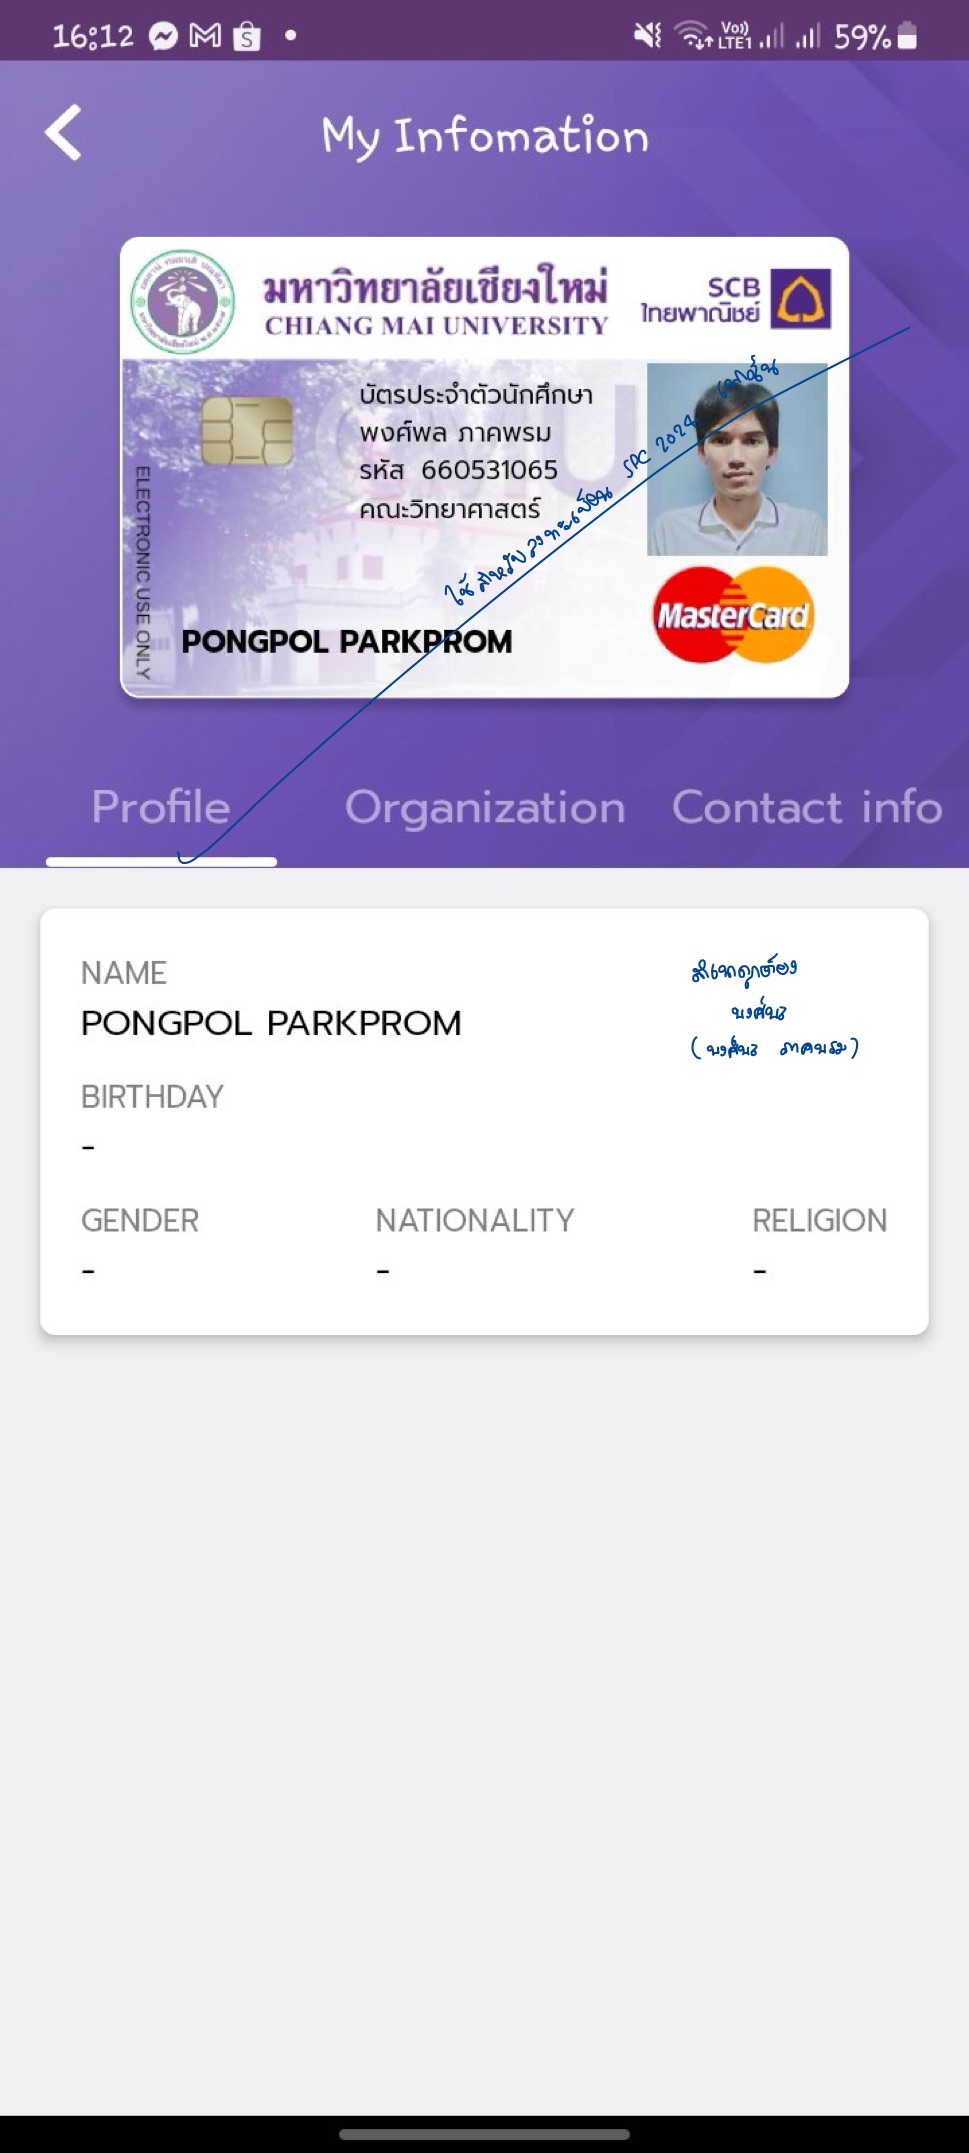 16:12
Vo))
LTE1
59%
My Infomation
มหาวิทยาลัยเชียงใหม่
CHIANG MAI UNIVERSITY
SCB
ไทยพาณิชย์
บัตรประจำตัวนักศึกษา
พงศ์พล ภาคพรม
รหัส 660531065
คณะวิทยาศาสตร์
ELECTRONIC USE ONLY
ใช้สำหรับลงทะเบียน SPC 2024 เท่านั้น
MasterCard
PONGPOL PARKPROM
Profile
Organization
Contact info
NAME
PONGPOL PARKPROM
สำเนาถูกต้อง
พงศ์พล
(พงศ์พล ภาคพรม)
BIRTHDAY
-
GENDER
NATIONALITY
RELIGION
-
-
-